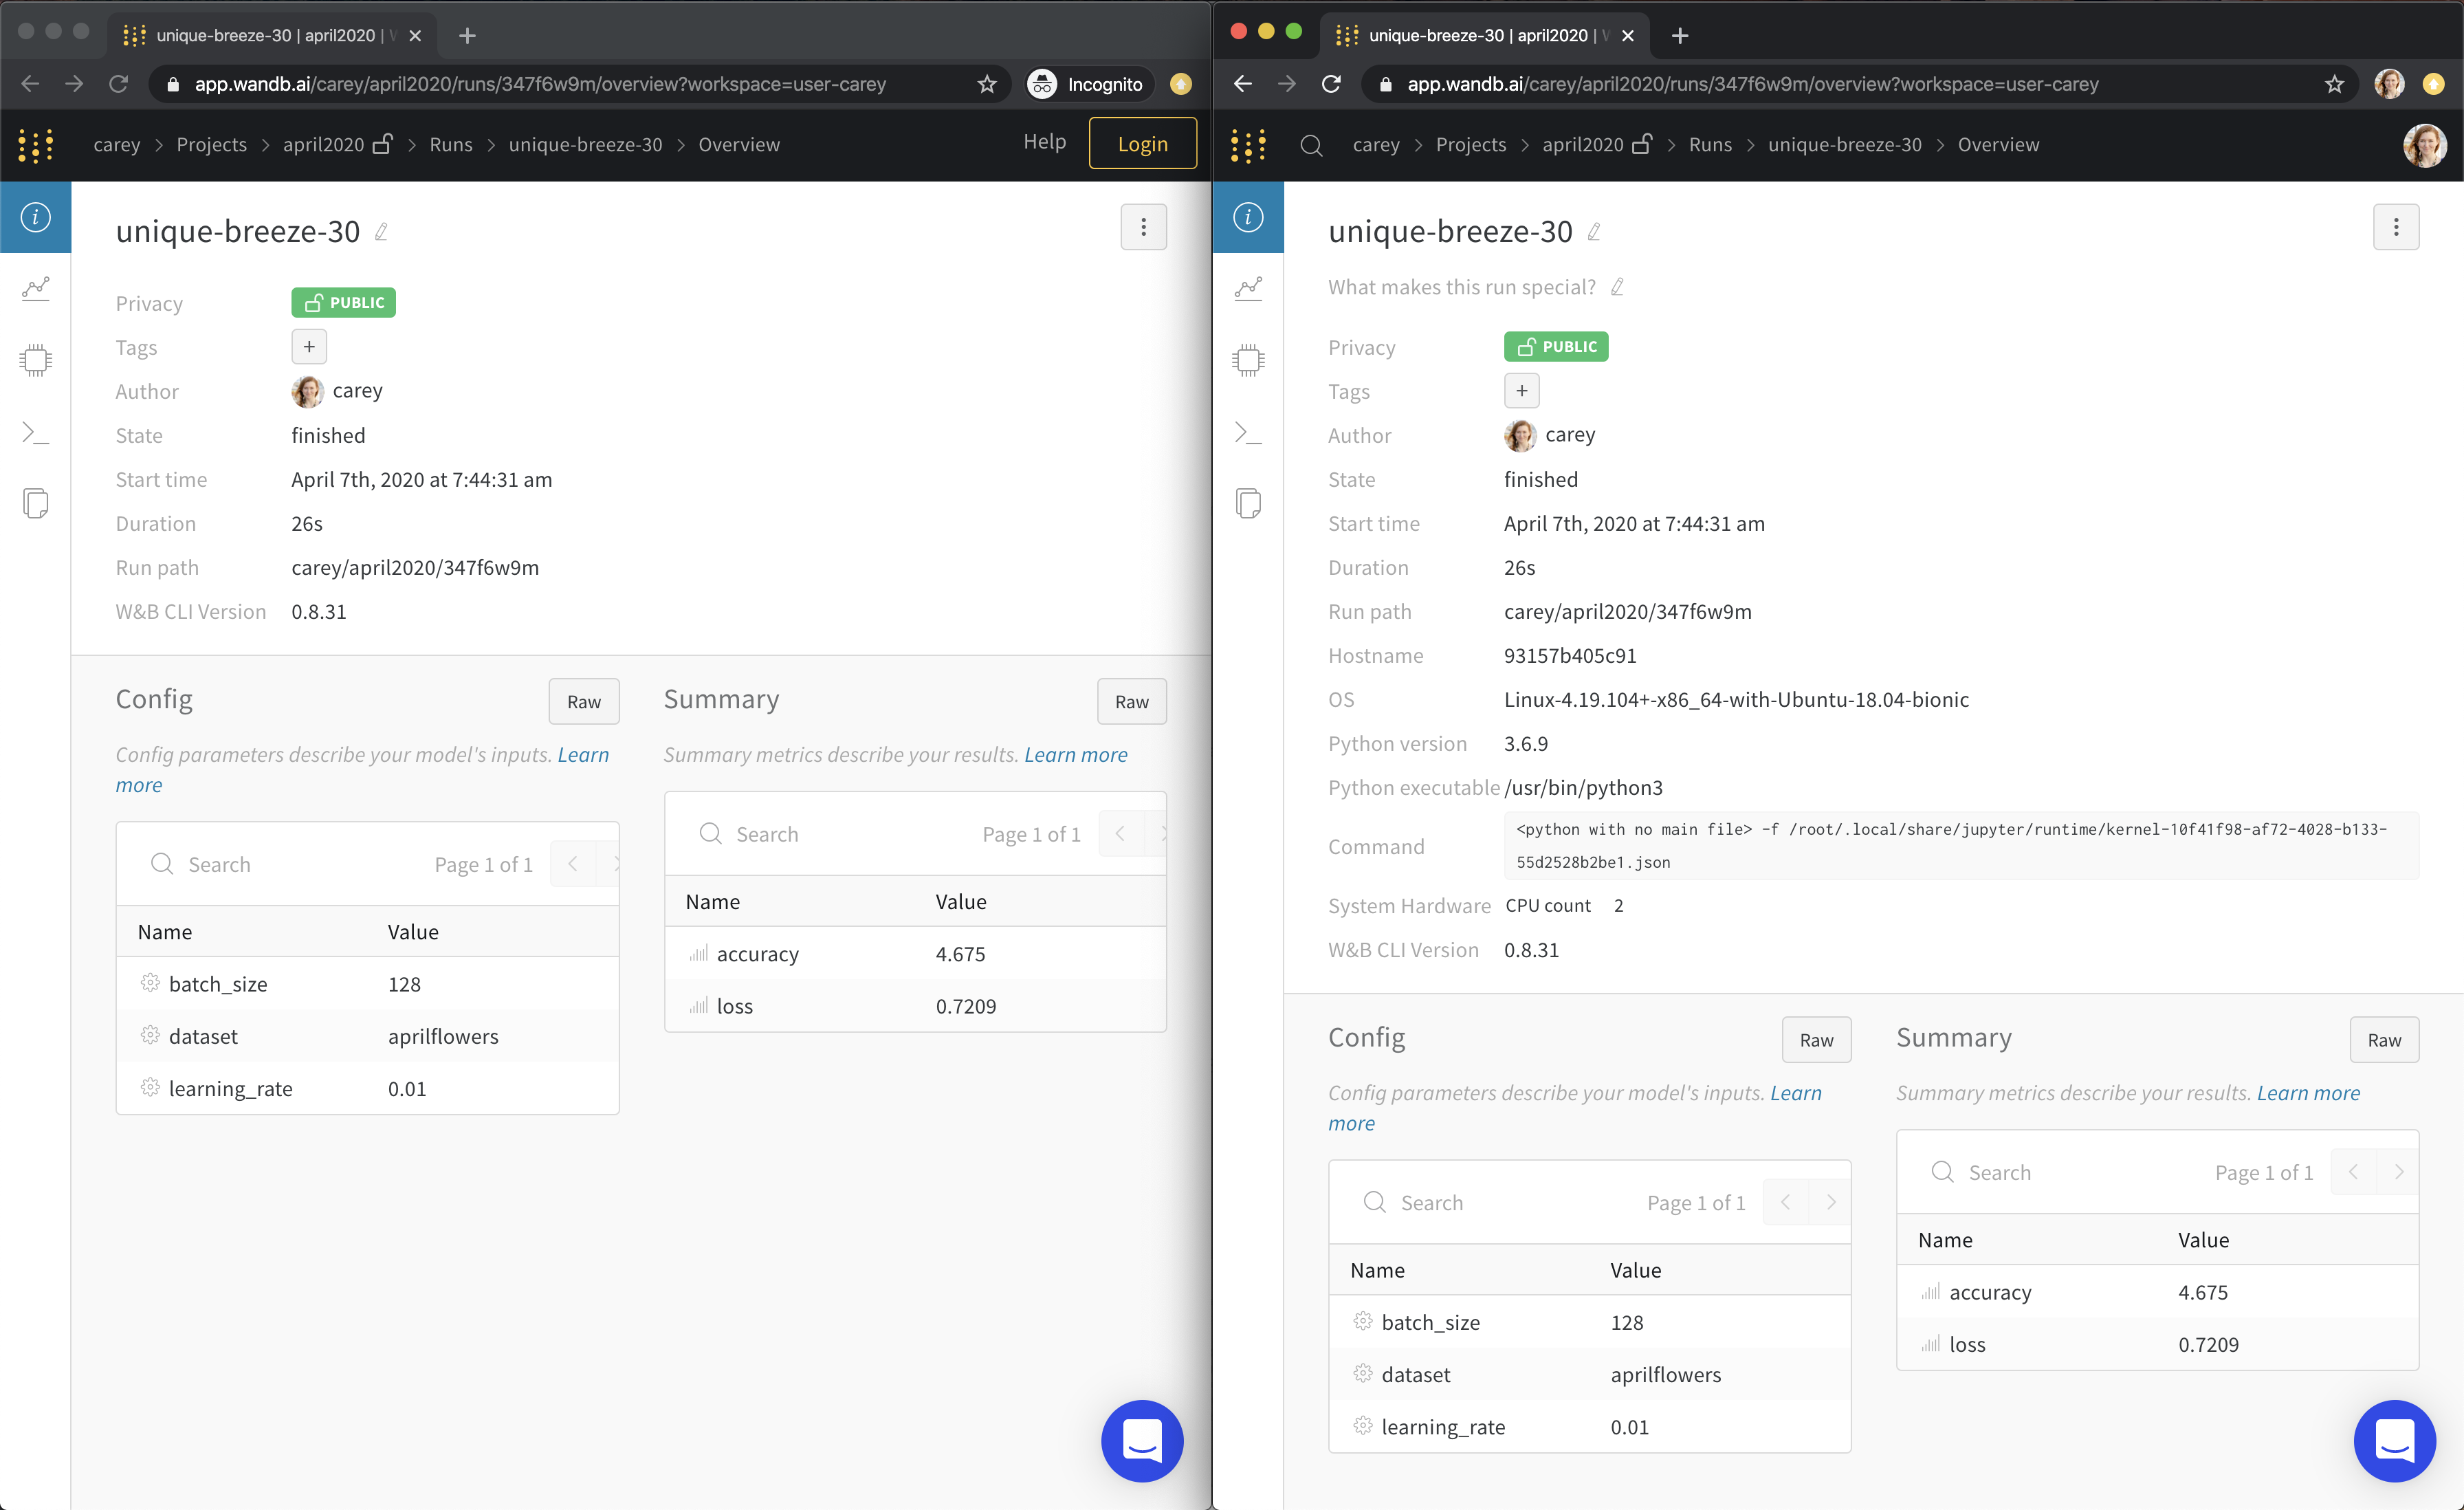 unique-breeze-30 | april2020 |
app.wandb.ai/carey/april2020/runs/347f6w9m/overview?workspace=user-carey
Incognito
carey > Projects > april2020 > Runs > unique-breeze-30 > Overview
Help
Login
unique-breeze-30
Privacy PUBLIC
Tags +
Author carey
State finished
Start time April 7th, 2020 at 7:44:31 am
Duration 26s
Run path carey/april2020/347f6w9m
W&B CLI Version 0.8.31
Config
Raw
Config parameters describe your model's inputs. Learn
more
Search Page 1 of 1
Name Value
batch_size 128
dataset aprilflowers
learning_rate 0.01
Summary
Raw
Summary metrics describe your results. Learn more
Search Page 1 of 1
Name Value
accuracy 4.675
loss 0.7209
unique-breeze-30 | april2020 |
app.wandb.ai/carey/april2020/runs/347f6w9m/overview?workspace=user-carey
carey > Projects > april2020 > Runs > unique-breeze-30 > Overview
unique-breeze-30
What makes this run special?
Privacy PUBLIC
Tags +
Author carey
State finished
Start time April 7th, 2020 at 7:44:31 am
Duration 26s
Run path carey/april2020/347f6w9m
Hostname 93157b405c91
OS Linux-4.19.104+-x86_64-with-Ubuntu-18.04-bionic
Python version 3.6.9
Python executable /usr/bin/python3
Command <python with no main file> -f /root/.local/share/jupyter/runtime/kernel-10f41f98-af72-4028-b133-
55d2528b2be1.json
System Hardware CPU count 2
W&B CLI Version 0.8.31
Config
Raw
Config parameters describe your model's inputs. Learn
more
Search Page 1 of 1
Name Value
batch_size 128
dataset aprilflowers
learning_rate 0.01
Summary
Raw
Summary metrics describe your results. Learn more
Search Page 1 of 1
Name Value
accuracy 4.675
loss 0.7209